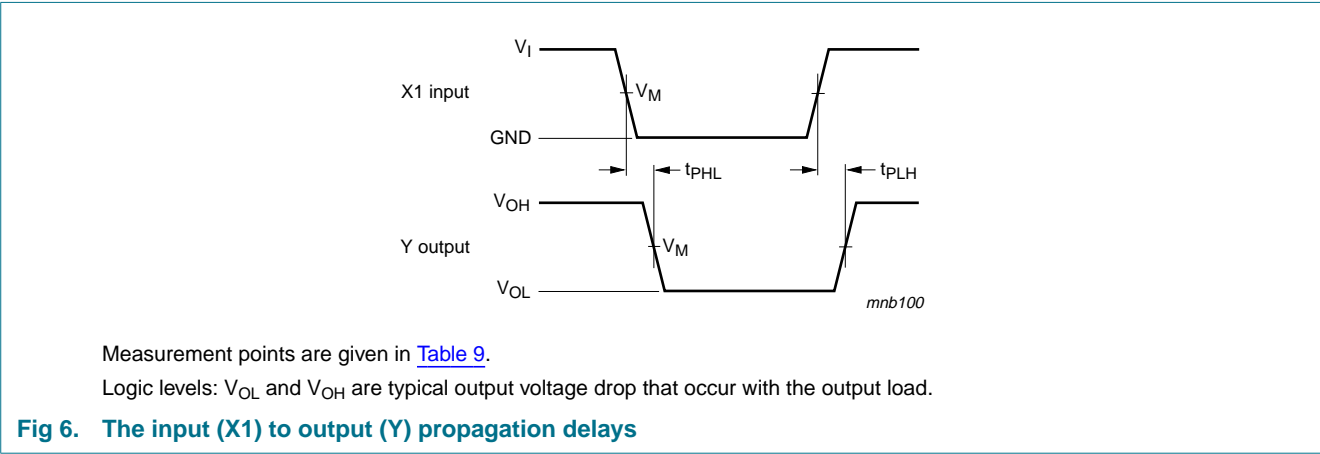 VI
X1 input
VM
GND
tPHL
tPLH
VOH
Y output
VM
VOL
mnb100
Measurement points are given in Table 9.
Logic levels: VOL and VOH are typical output voltage drop that occur with the output load.
Fig 6. The input (X1) to output (Y) propagation delays